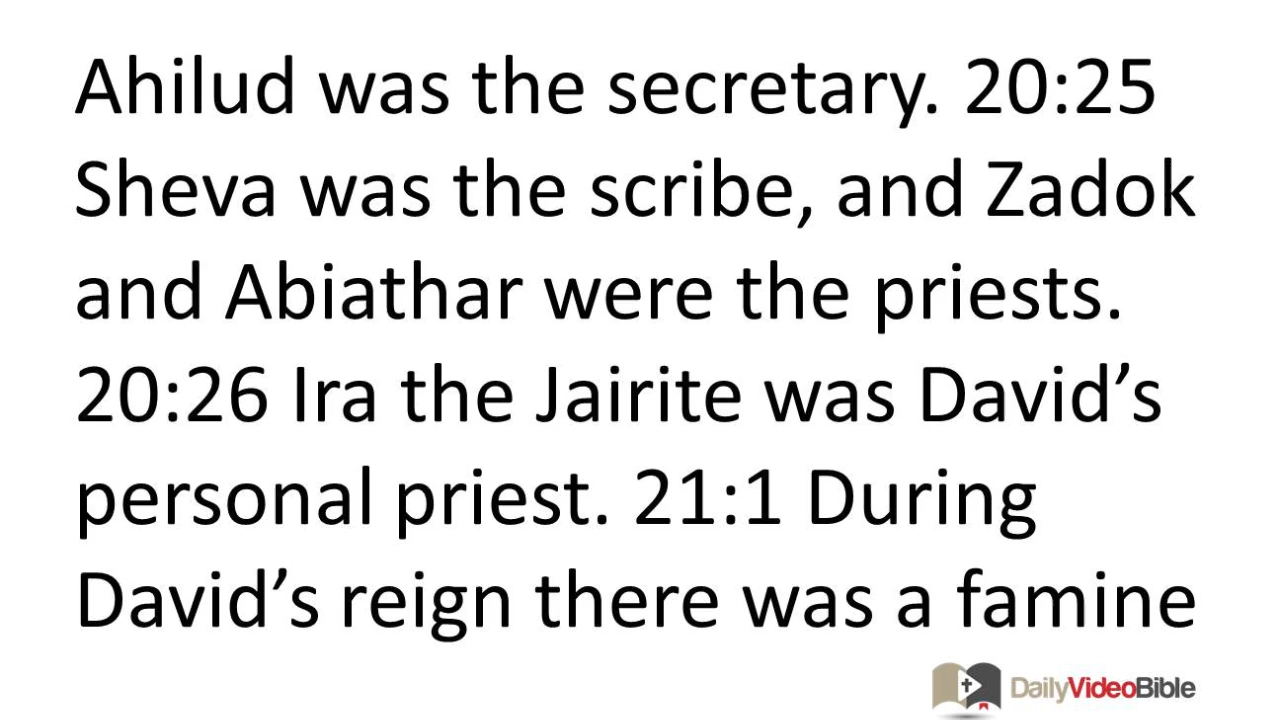 Ahilud was the secretary. 20:25
Sheva was the scribe, and Zadok
and Abiathar were the priests.
20:26 Ira the Jairite was David’s
personal priest. 21:1 During
David’s reign there was a famine
DailyVideoBible